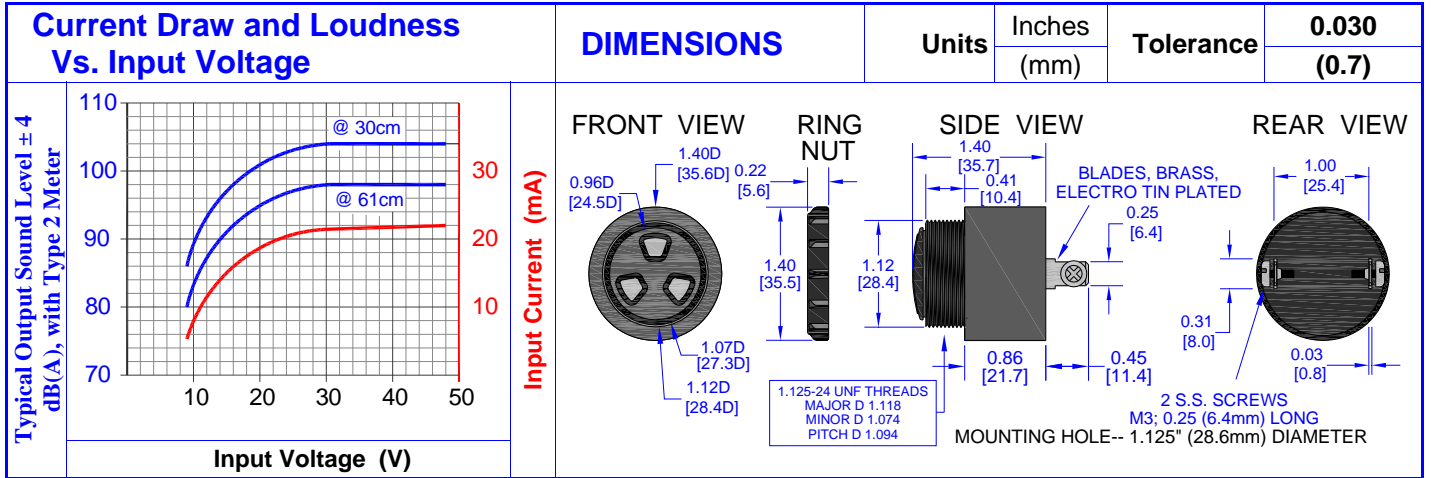 Current Draw and Loudness
Vs. Input Voltage
DIMENSIONS
Units
Inches
(mm)
Tolerance
0.030
(0.7)
Typical Output Sound Level ± 4
dB(A), with Type 2 Meter
110
100
90
80
70
@ 30cm
@ 61cm
30
20
10
10 20 30 40 50
Input Voltage (V)
Input Current (mA)
FRONT VIEW
1.40D
[35.6D]
0.96D
[24.5D]
1.07D
[27.3D]
1.12D
[28.4D]
RING
NUT
0.22
[5.6]
1.40
[35.5]
SIDE VIEW
1.40
[35.7]
0.41
[10.4]
BLADES, BRASS,
ELECTRO TIN PLATED
0.25
[6.4]
1.12
[28.4]
0.86
[21.7]
0.45
[11.4]
1.125-24 UNF THREADS
MAJOR D 1.118
MINOR D 1.074
PITCH D 1.094
REAR VIEW
1.00
[25.4]
0.31
[8.0]
0.03
[0.8]
2 S.S. SCREWS
M3; 0.25 (6.4mm) LONG
MOUNTING HOLE-- 1.125" (28.6mm) DIAMETER